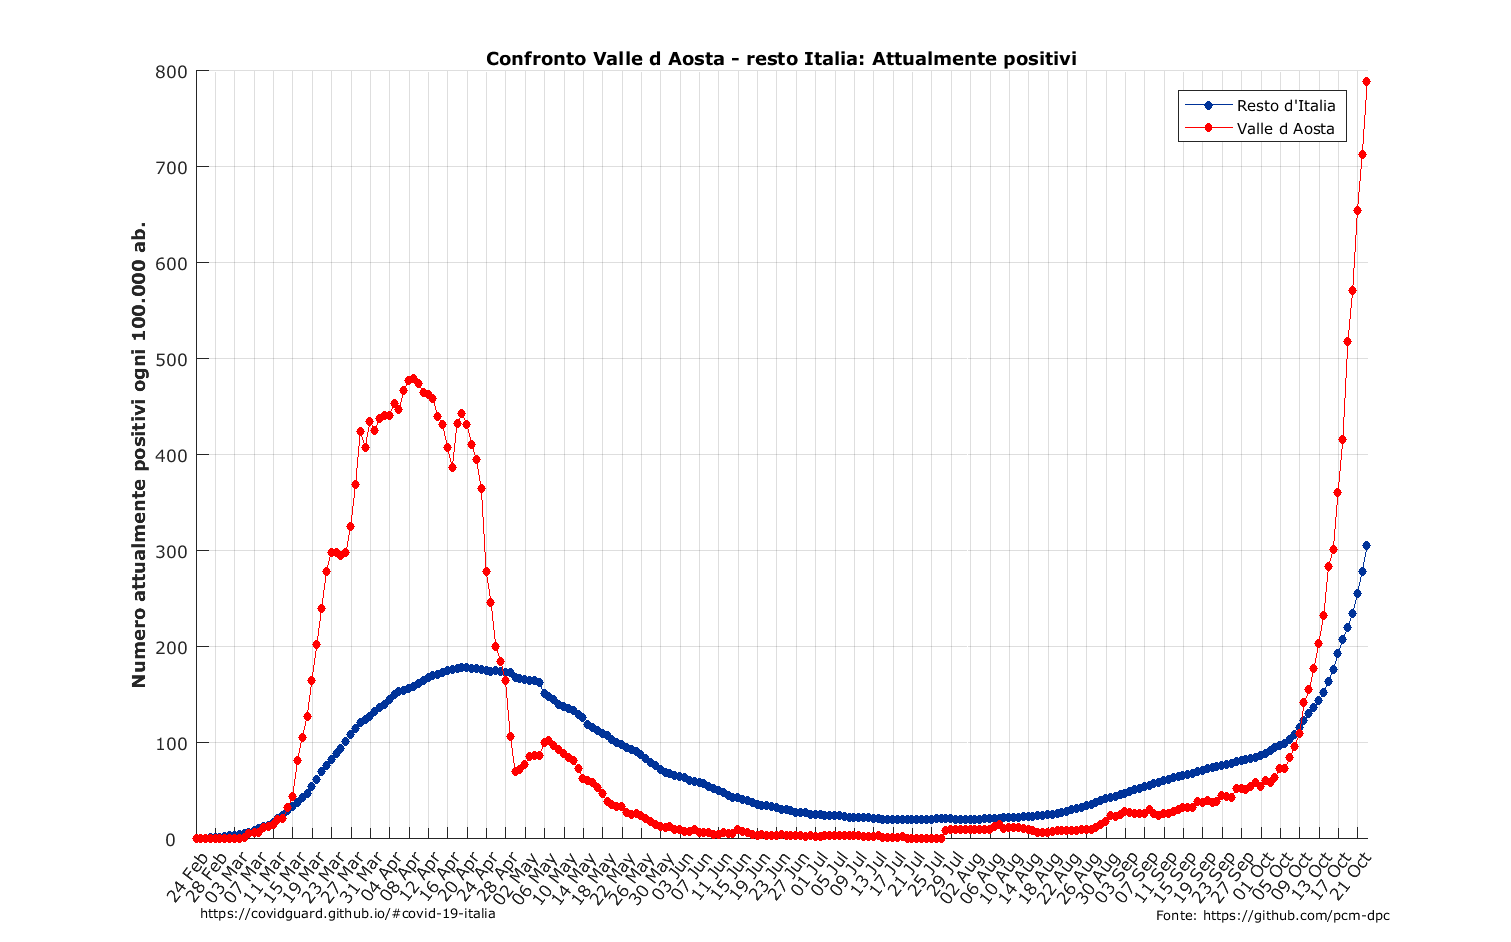 Confronto Valle d Aosta - resto Italia: Attualmente positivi
800
700
600
500
400
300
200
100
0
Numero attualmente positivi ogni 100.000 ab.
Resto d'Italia
Valle d Aosta
24 Feb
28 Feb
03 Mar
07 Mar
11 Mar
15 Mar
19 Mar
23 Mar
27 Mar
31 Mar
04 Apr
08 Apr
12 Apr
16 Apr
20 Apr
24 Apr
28 Apr
02 May
06 May
10 May
14 May
18 May
22 May
26 May
30 May
03 Jun
07 Jun
11 Jun
15 Jun
19 Jun
23 Jun
27 Jun
01 Jul
05 Jul
09 Jul
13 Jul
17 Jul
21 Jul
25 Jul
29 Jul
02 Aug
06 Aug
10 Aug
14 Aug
18 Aug
22 Aug
26 Aug
30 Aug
03 Sep
07 Sep
11 Sep
15 Sep
19 Sep
23 Sep
27 Sep
01 Oct
05 Oct
09 Oct
13 Oct
17 Oct
21 Oct
https://covidguard.github.io/#covid-19-italia
Fonte: https://github.com/pcm-dpc